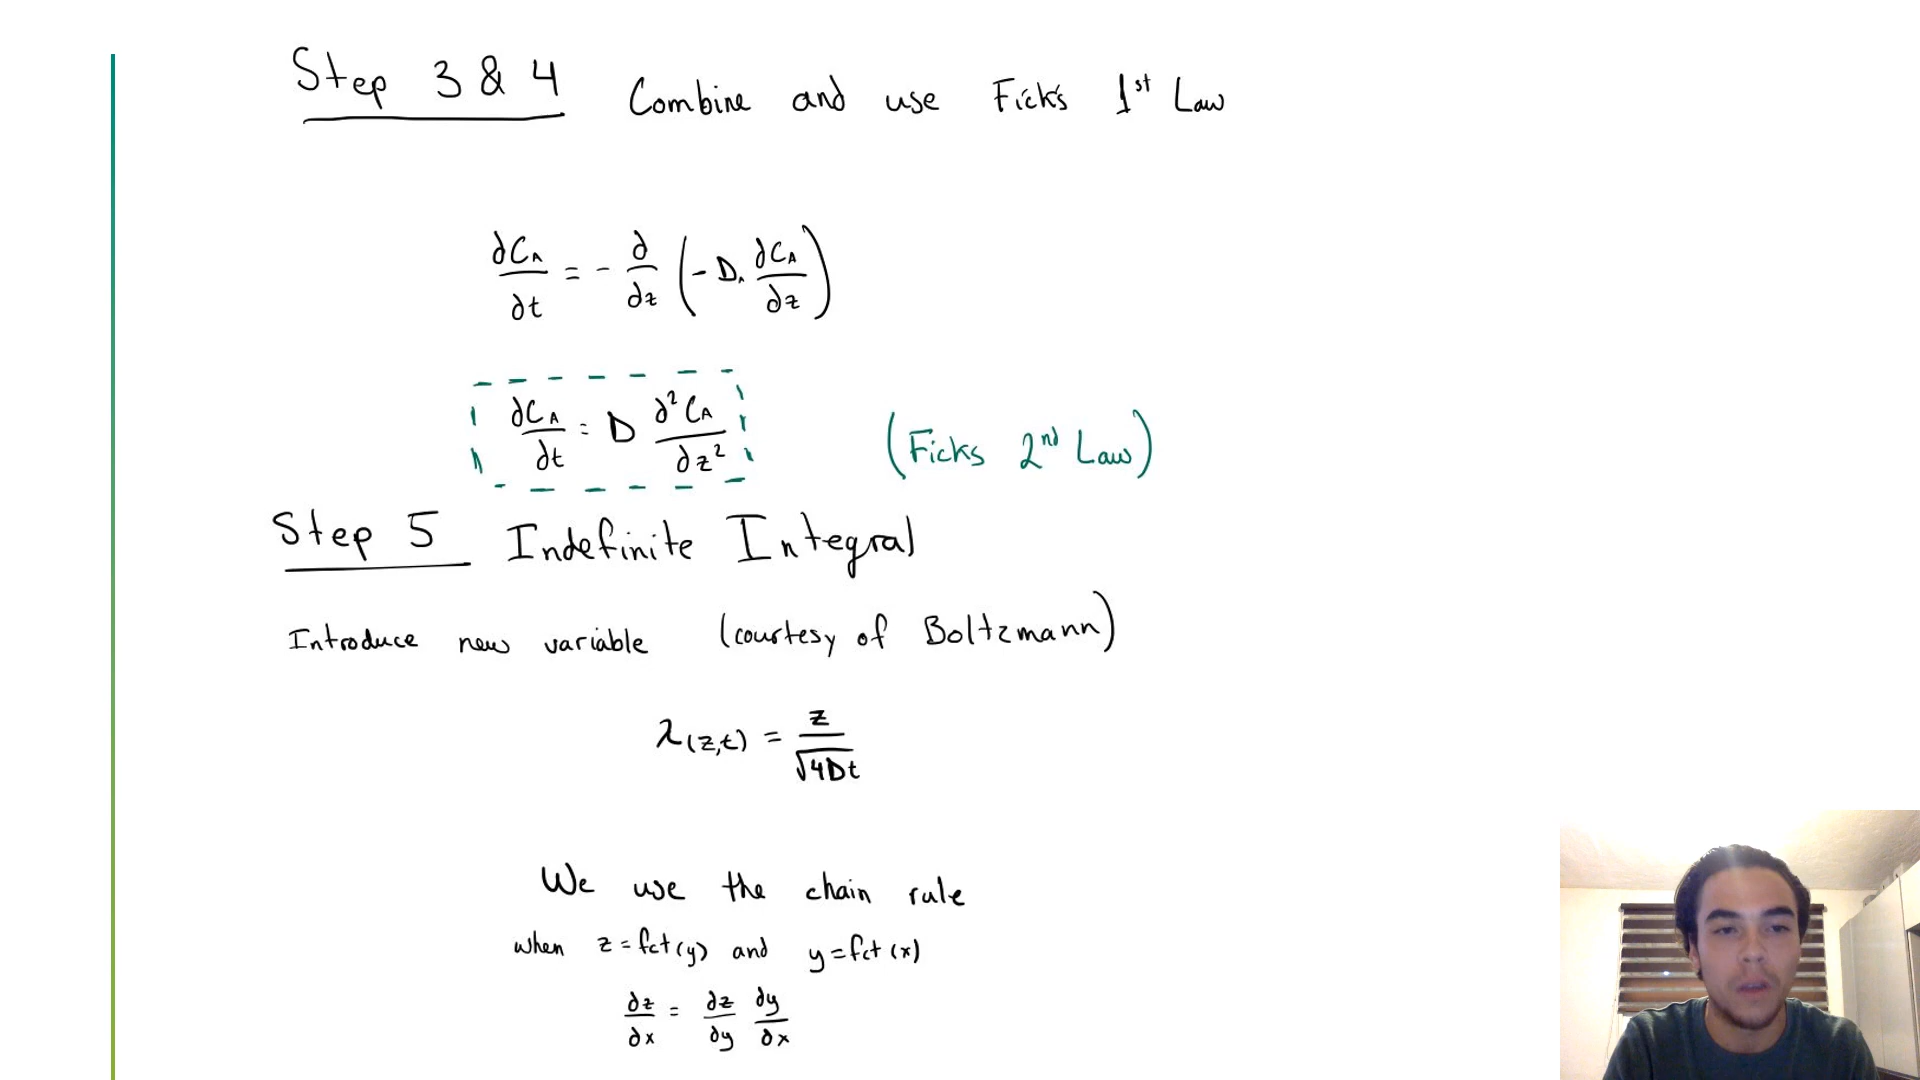 Step 3 & 4 Combine and use Ficks 1st Law
∂C_A/∂t = - ∂/∂z (- D_A ∂C_A/∂z)
∂C_A/∂t = D ∂²C_A/∂z² (Ficks 2nd Law)
Step 5 Indefinite Integral
Introduce new variable (courtesy of Boltzmann)
λ(z,t) = z/√4Dt
We use the chain rule
when z = fct(y) and y = fct(x)
∂z/∂x = ∂z/∂y ∂y/∂x